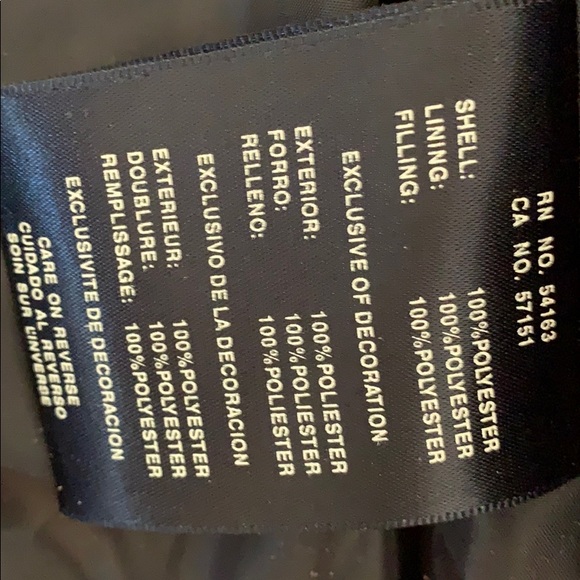 RN NO. 54163
CA NO. 57151
SHELL: 100%POLYESTER
LINING: 100%POLYESTER
FILLING: 100%POLYESTER
EXCLUSIVE OF DECORATION
EXTERIOR: 100%POLIESTER
FORRO: 100%POLIESTER
RELLENO: 100%POLIESTER
EXCLUSIVO DE LA DECORACION
EXTERIEUR: 100%POLYESTER
DOUBLURE: 100%POLYESTER
REMPLISSAGE: 100%POLYESTER
EXCLUSIVITE DE DECORACION
CARE ON REVERSE
CUIDADO AL REVERSO
SOIN SUR L'INVERSE